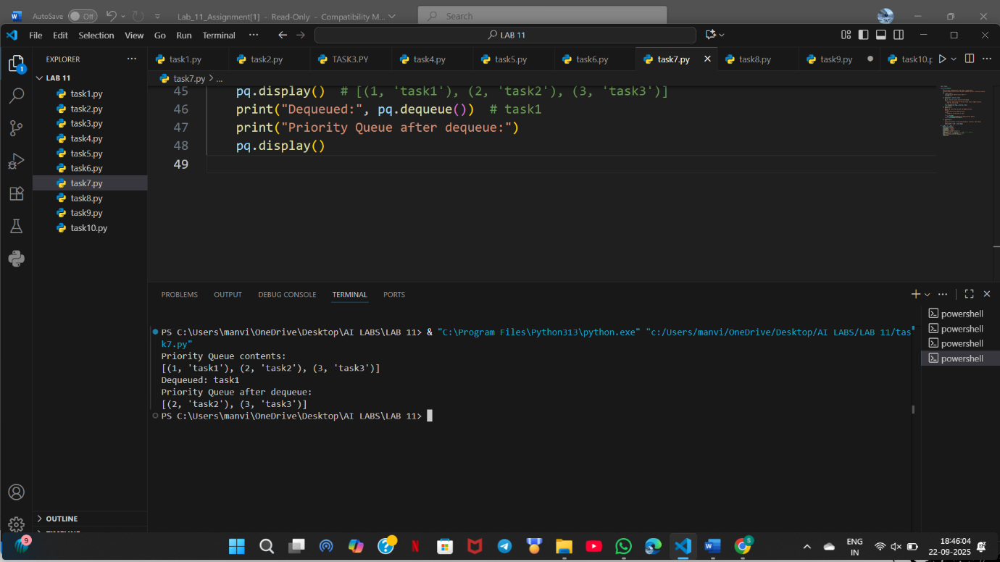 AutoSave Off Lab_11_Assignment[1] - Read-Only - Compatibility M... Search
File Edit Selection View Go Run Terminal ··· LAB 11
EXPLORER ··· task1.py task2.py TASK3.PY task4.py task5.py task6.py task7.py task8.py task9.py task10.p
LAB 11
task7.py > ...
task1.py
task2.py
task3.py
task4.py
task5.py
task6.py
task7.py
task8.py
task9.py
task10.py
45 pq.display()  # [(1, 'task1'), (2, 'task2'), (3, 'task3')]
46 print("Dequeued:", pq.dequeue())  # task1
47 print("Priority Queue after dequeue:")
48 pq.display()
49
PROBLEMS OUTPUT DEBUG CONSOLE TERMINAL PORTS
powershell
powershell
powershell
powershell
PS C:\Users\manvi\OneDrive\Desktop\AI LABS\LAB 11> & "C:\Program Files\Python313\python.exe" "c:/Users/manvi/OneDrive/Desktop/AI LABS/LAB 11/tas
k7.py"
Priority Queue contents:
[(1, 'task1'), (2, 'task2'), (3, 'task3')]
Dequeued: task1
Priority Queue after dequeue:
[(2, 'task2'), (3, 'task3')]
PS C:\Users\manvi\OneDrive\Desktop\AI LABS\LAB 11>
OUTLINE
TIMELINE
9
ENG
IN
18:46:04
22-09-2025